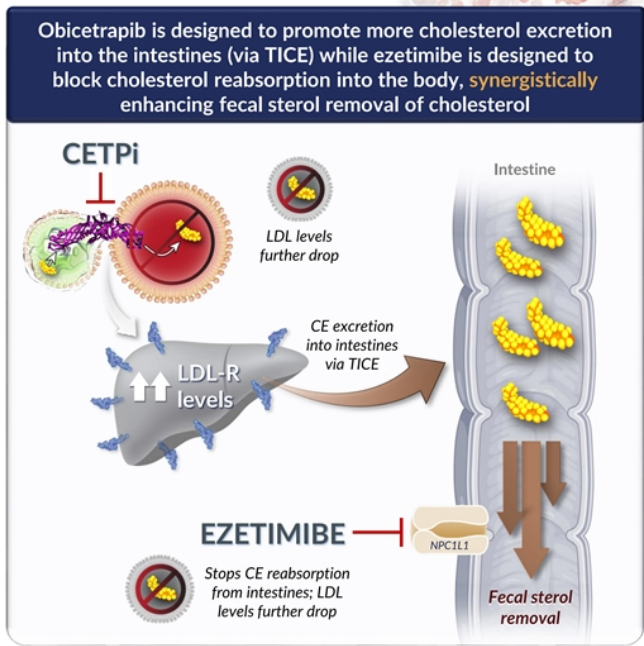 Obicetrapib is designed to promote more cholesterol excretion
into the intestines (via TICE) while ezetimibe is designed to
block cholesterol reabsorption into the body, synergistically
enhancing fecal sterol removal of cholesterol
CETPi
Intestine
LDL levels
further drop
CE excretion
into intestines
via TICE
LDL-R
levels
EZETIMIBE
NPC1L1
Stops CE reabsorption
from intestines; LDL
levels further drop
Fecal sterol
removal